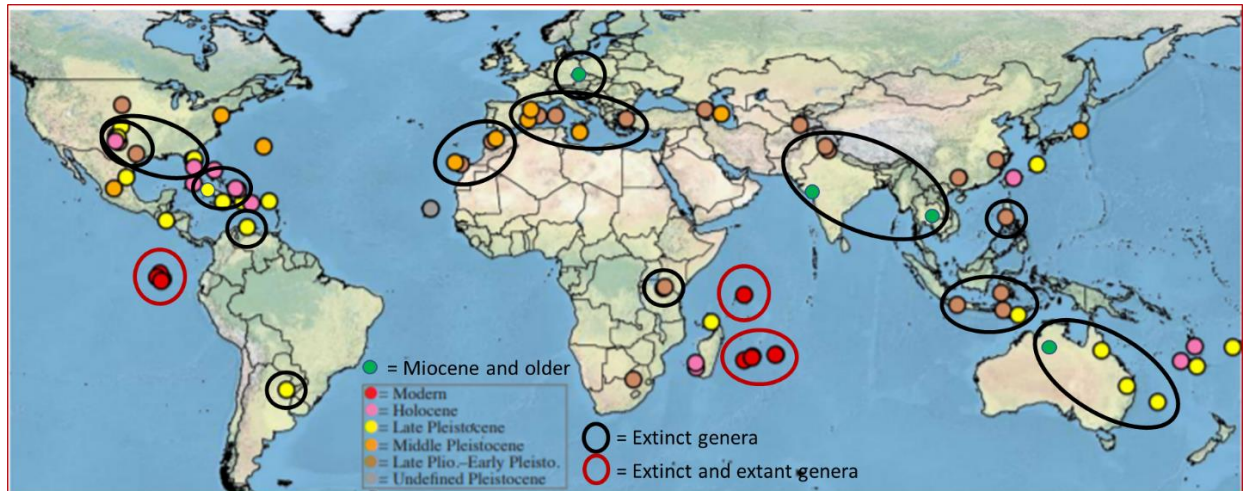 = Miocene and older
= Modern
= Holocene
= Late Pleistocene
= Middle Pleistocene
= Late Plio.–Early Pleisto.
= Undefined Pleistocene
= Extinct genera
= Extinct and extant genera